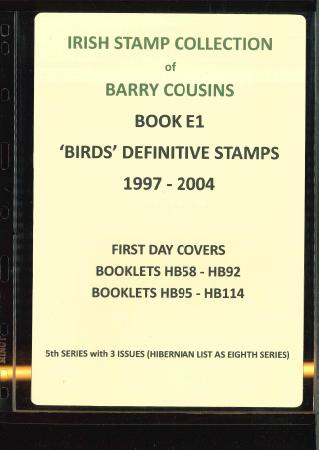 IRISH STAMP COLLECTION
of
BARRY COUSINS
BOOK E1
‘BIRDS’ DEFINITIVE STAMPS
1997 - 2004
FIRST DAY COVERS
BOOKLETS HB58 - HB92
BOOKLETS HB95 - HB114
5th SERIES with 3 ISSUES (HIBERNIAN LIST AS EIGHTH SERIES)